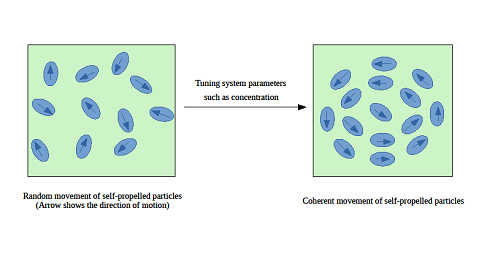 Tuning system parameters
such as concentration
Random movement of self-propelled particles
(Arrow shows the direction of motion)
Coherent movement of self-propelled particles